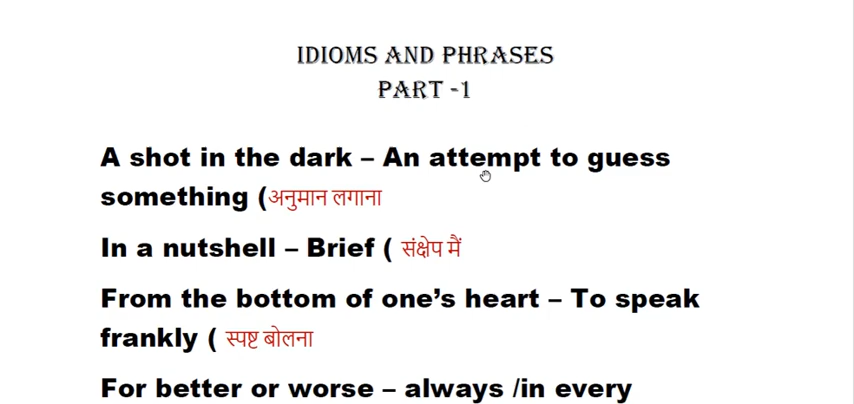 IDIOMS AND PHRASES
PART -1
A shot in the dark – An attempt to guess
something (अनुमान लगाना
In a nutshell – Brief ( संक्षेप मैं
From the bottom of one’s heart – To speak
frankly ( स्पष्ट बोलना
For better or worse – always /in every